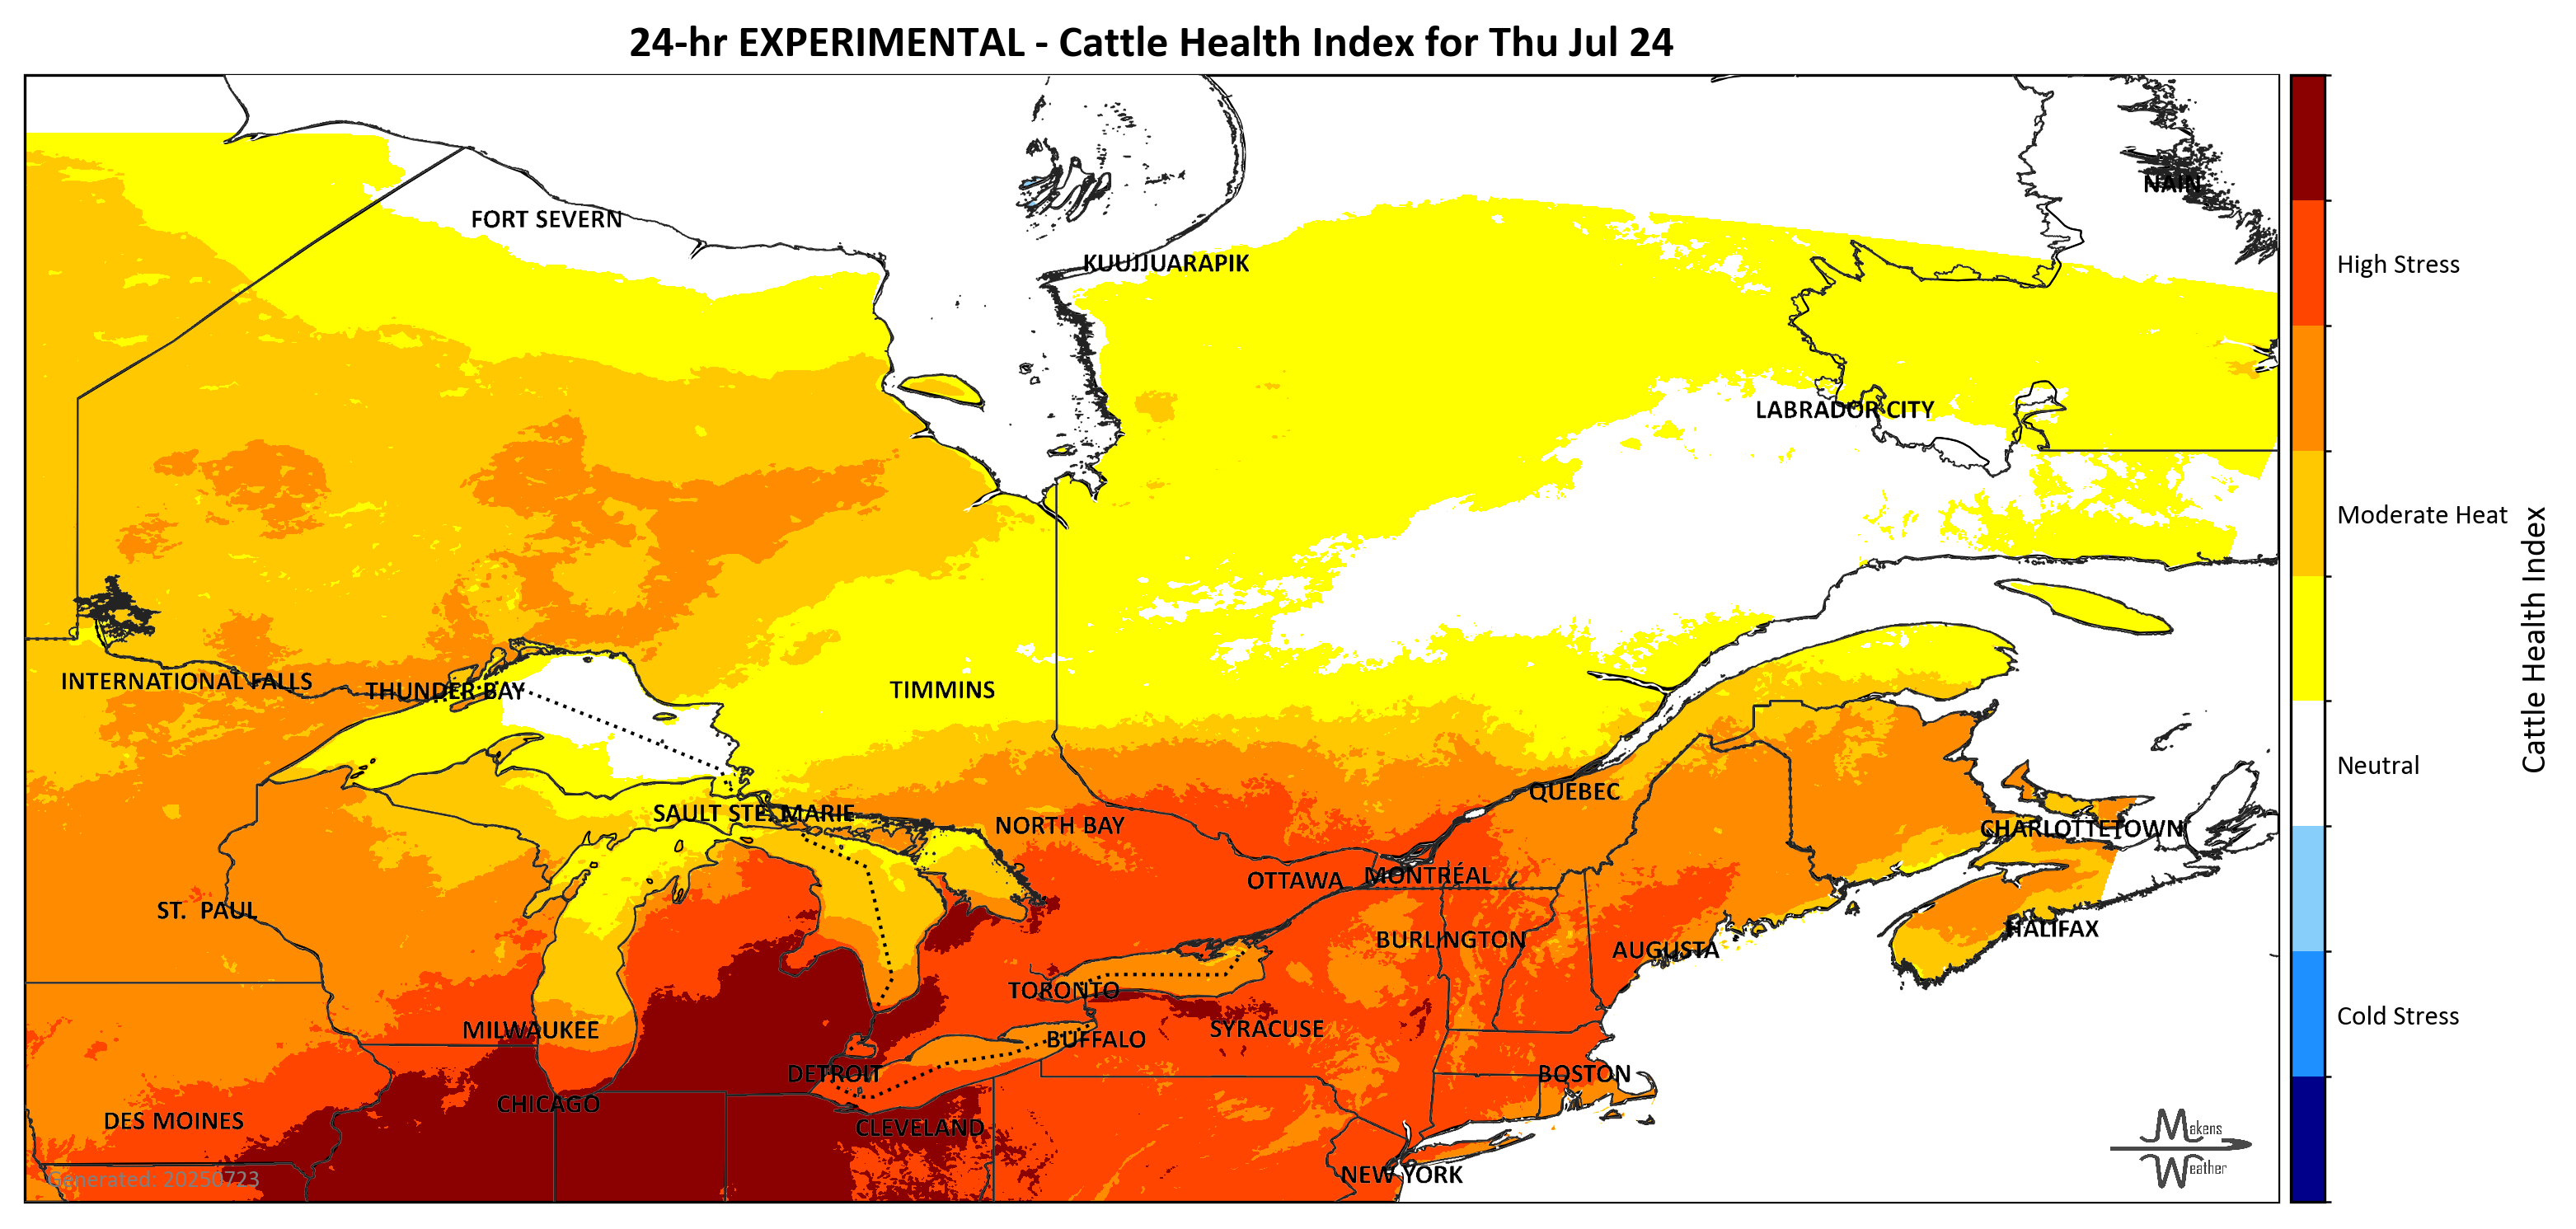 24-hr EXPERIMENTAL - Cattle Health Index for Thu Jul 24
NAIN
FORT SEVERN
KUUJJUARAPIK
High Stress
LABRADOR CITY
Moderate Heat
Cattle Health Index
INTERNATIONAL FALLS
THUNDER BAY
TIMMINS
Neutral
QUEBEC
SAULT STE. MARIE
NORTH BAY
CHARLOTTETOWN
OTTAWA
MONTRÉAL
ST. PAUL
HALIFAX
BURLINGTON
AUGUSTA
TORONTO
Cold Stress
MILWAUKEE
SYRACUSE
BUFFALO
DETROIT
BOSTON
CHICAGO
DES MOINES
CLEVELAND
Makens
Weather
NEW YORK
Generated: 20250723